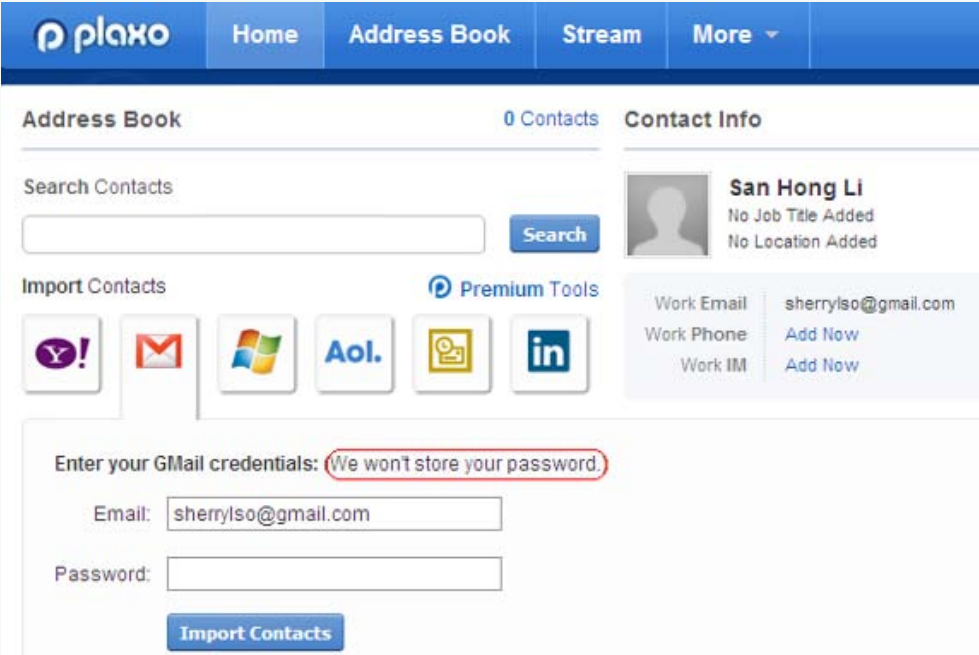 plaxo
Home
Address Book
Stream
More
Address Book
0 Contacts
Search Contacts
Search
Import Contacts
Premium Tools
Y!
Aol.
in
Enter your GMail credentials: We won't store your password.
Email: sherrylso@gmail.com
Password:
Import Contacts
Contact Info
San Hong Li
No Job Title Added
No Location Added
Work Email sherrylso@gmail.com
Work Phone Add Now
Work IM Add Now